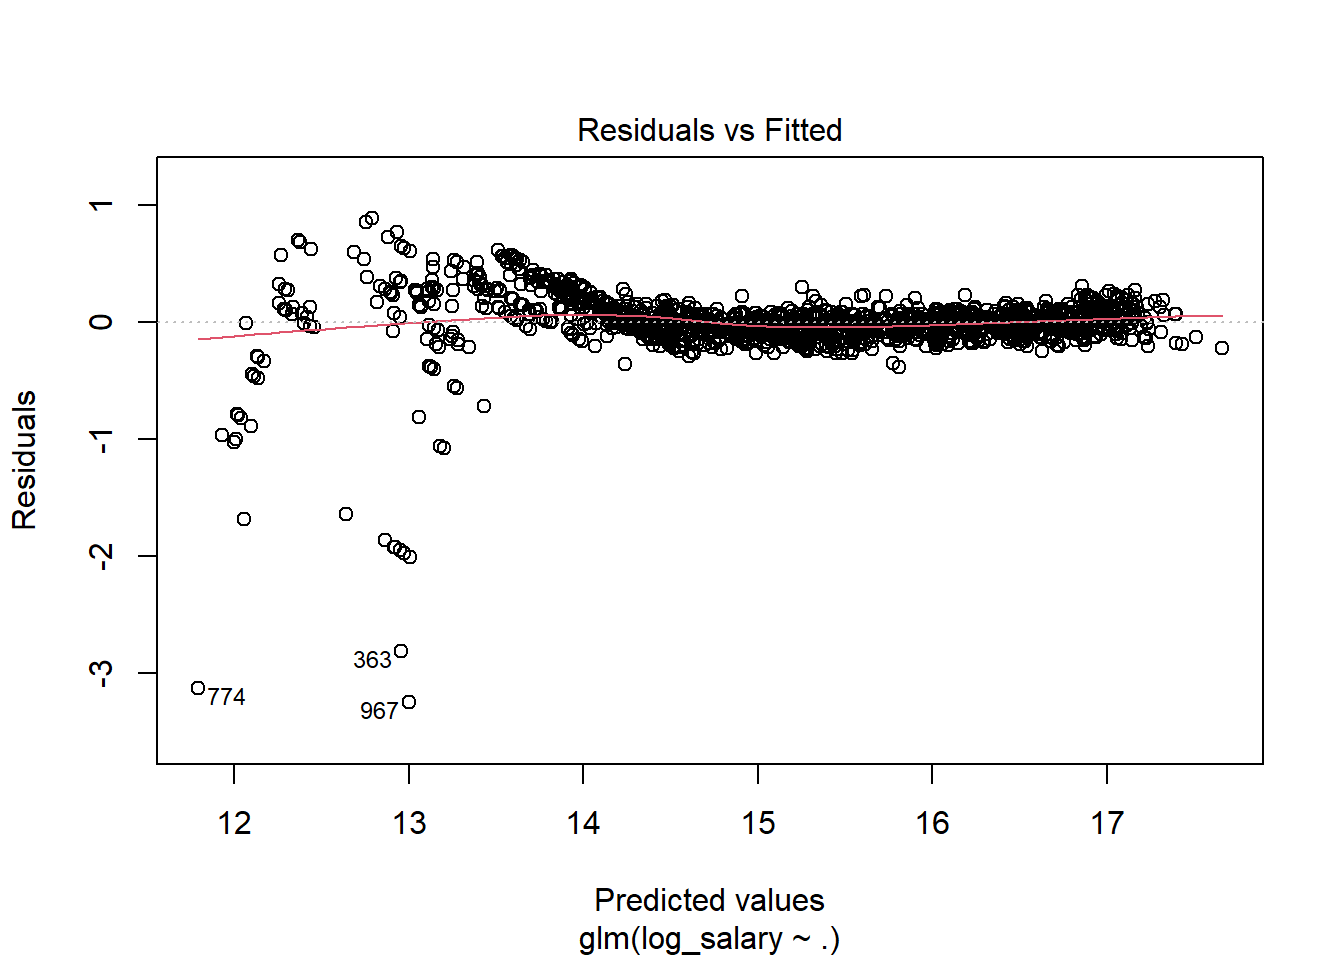 Residuals vs Fitted
Residuals
1
0
-1
-2
-3
363
774
967
12 13 14 15 16 17
Predicted values
glm(log_salary ~ .)